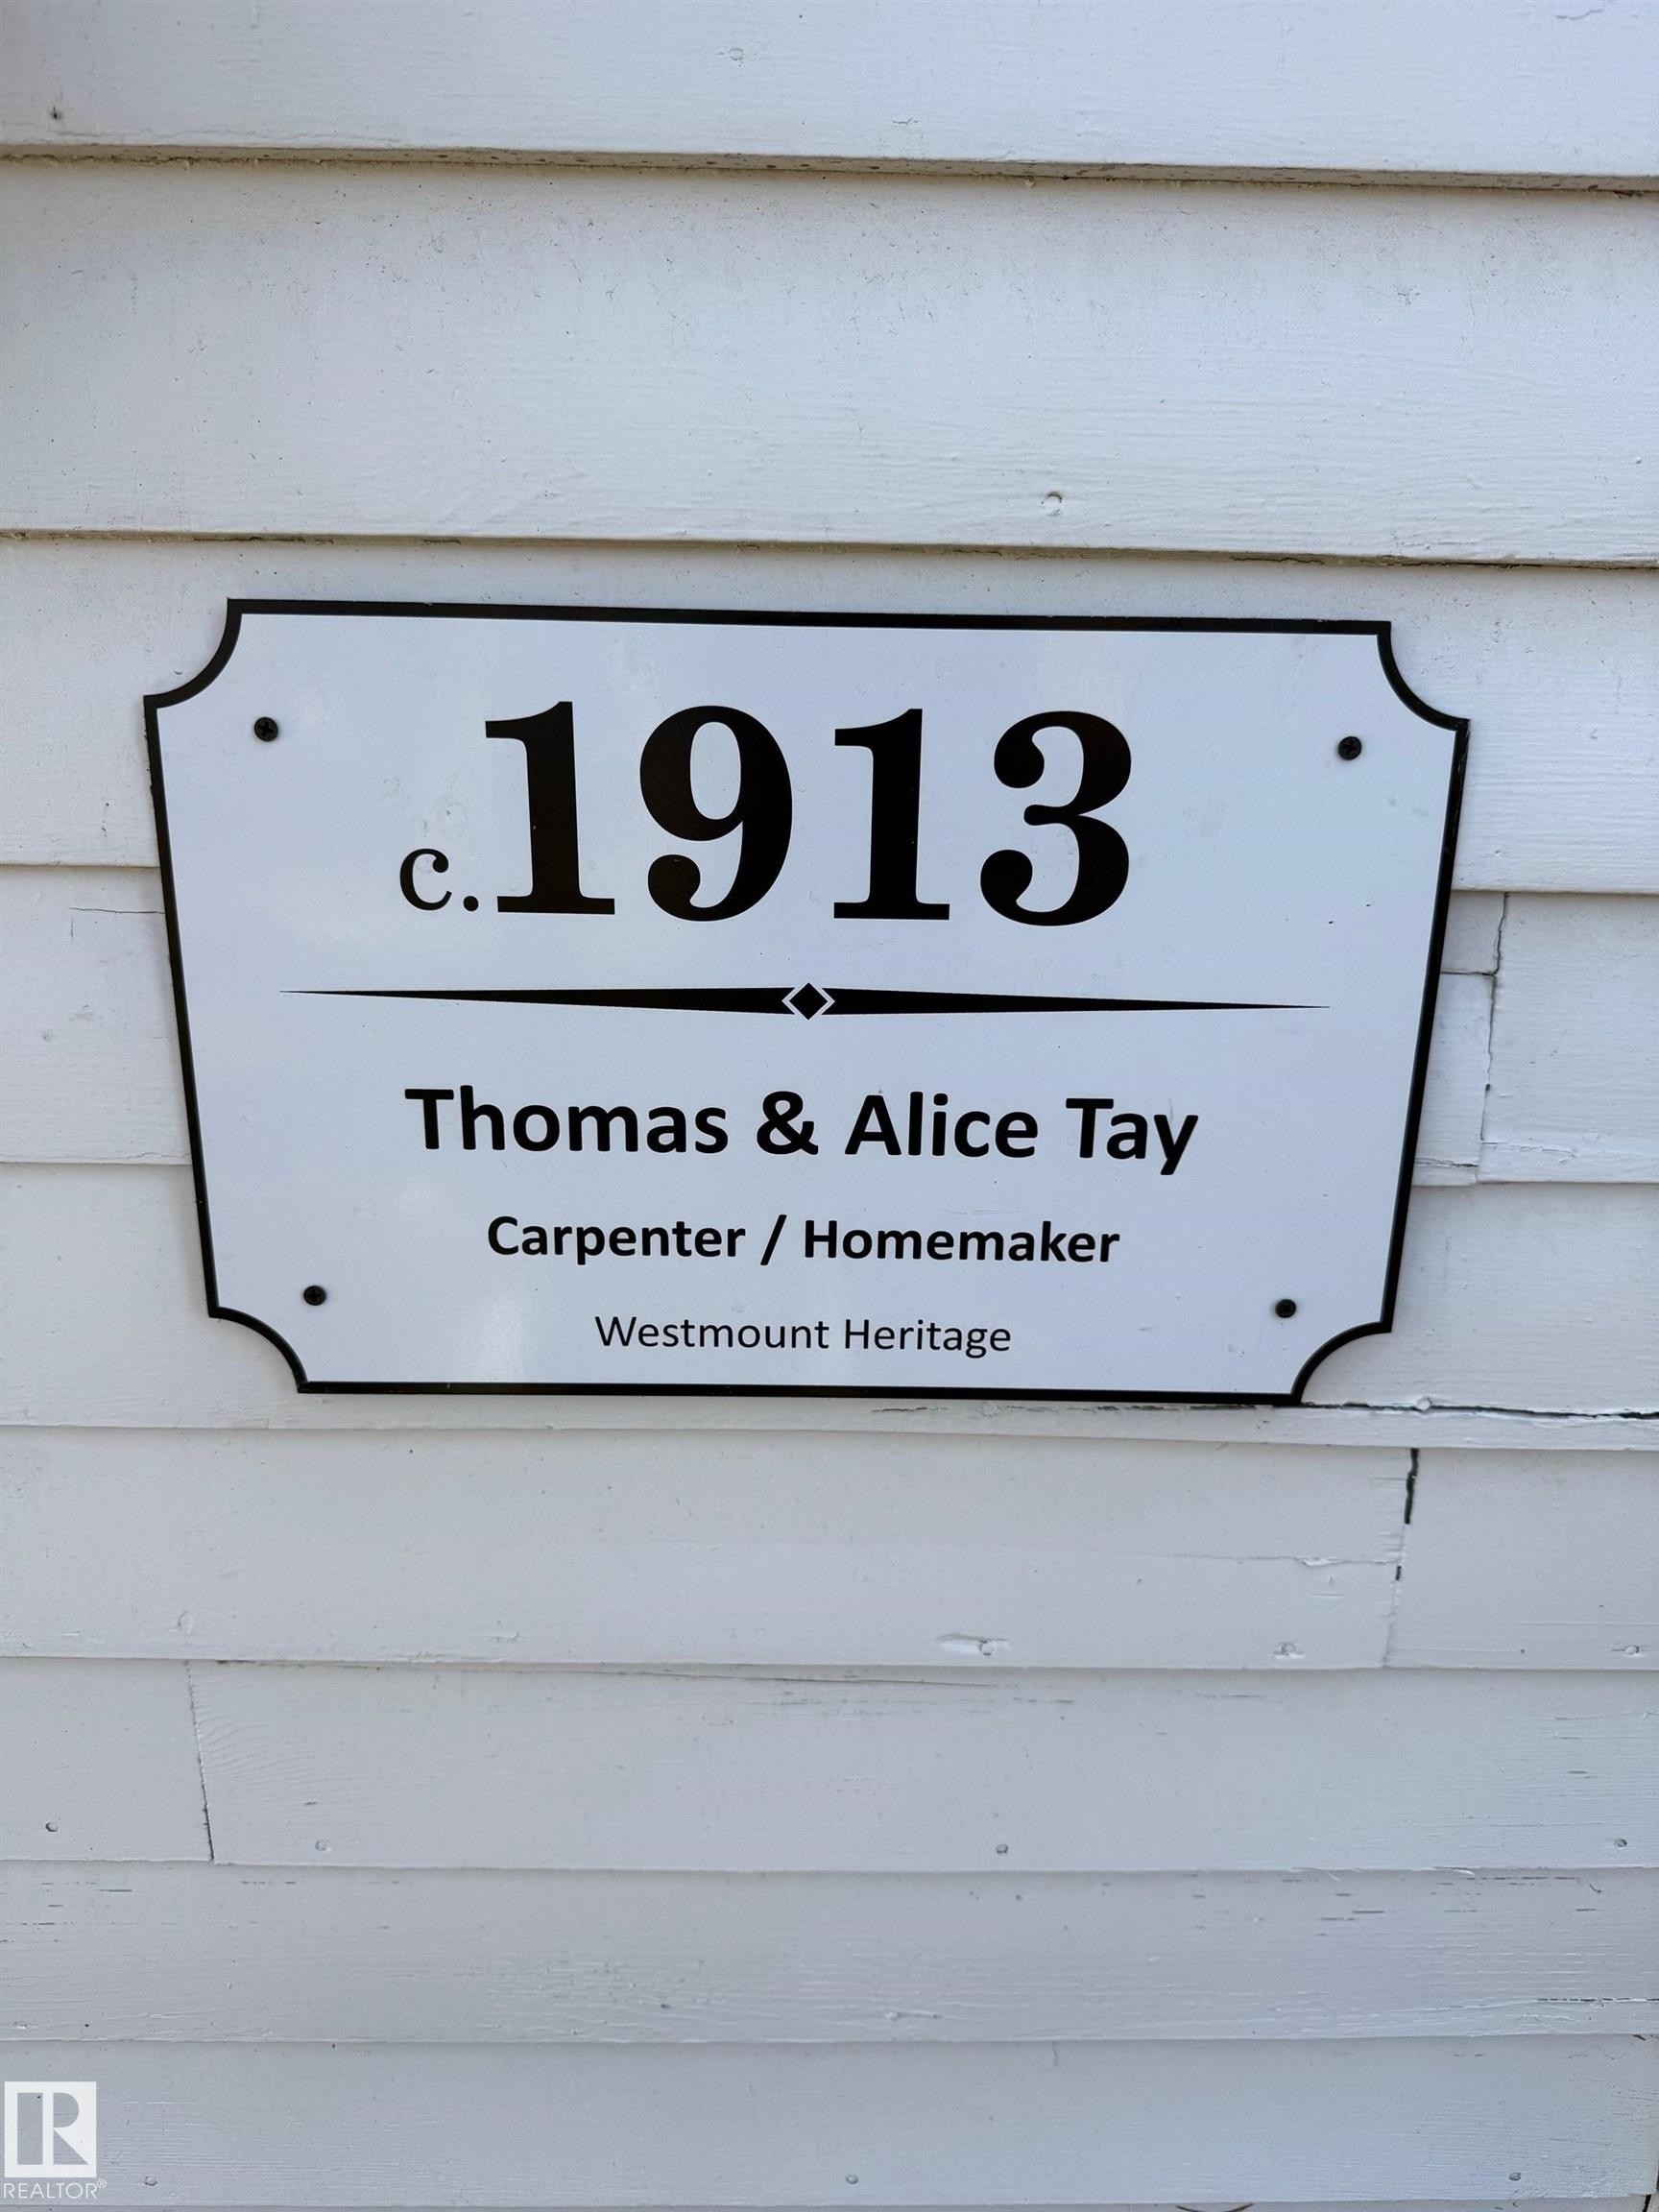 c.1913
Thomas & Alice Tay
Carpenter / Homemaker
Westmount Heritage
R
REALTOR®